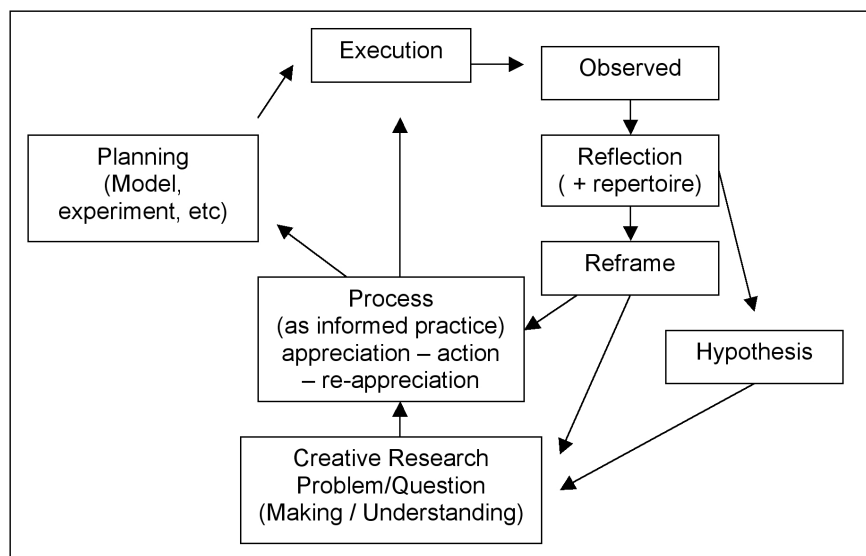 Execution
Observed
Planning
(Model,
experiment, etc)
Reflection
( + repertoire)
Reframe
Process
(as informed practice)
appreciation – action
– re-appreciation
Hypothesis
Creative Research
Problem/Question
(Making / Understanding)